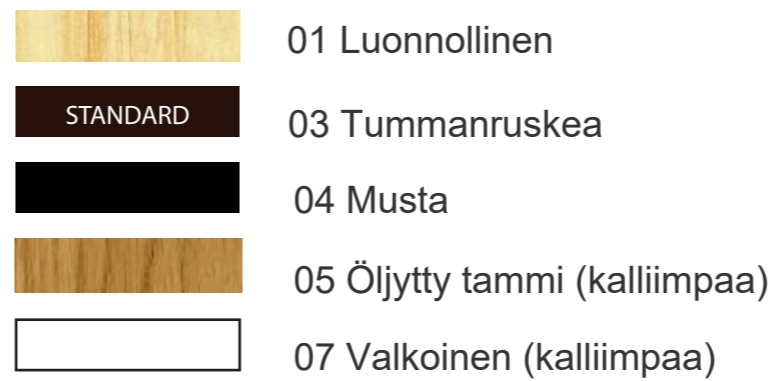 01 Luonnollinen
STANDARD
03 Tummanruskea
04 Musta
05 Öljytty tammi (kalliimpaa)
07 Valkoinen (kalliimpaa)